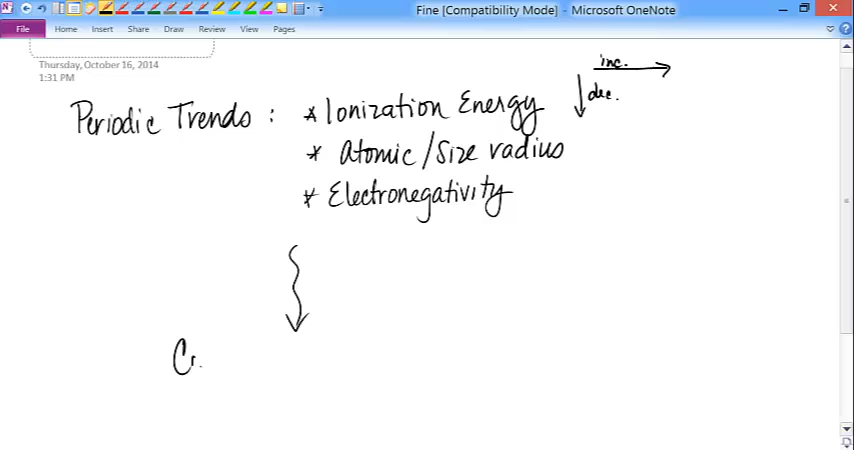 Fine [Compatibility Mode] - Microsoft OneNote
File Home Insert Share Draw Review View Pages
Thursday, October 16, 2014
1:31 PM
inc.
dec.
Periodic Trends : * Ionization Energy
* Atomic/Size radius
* Electronegativity